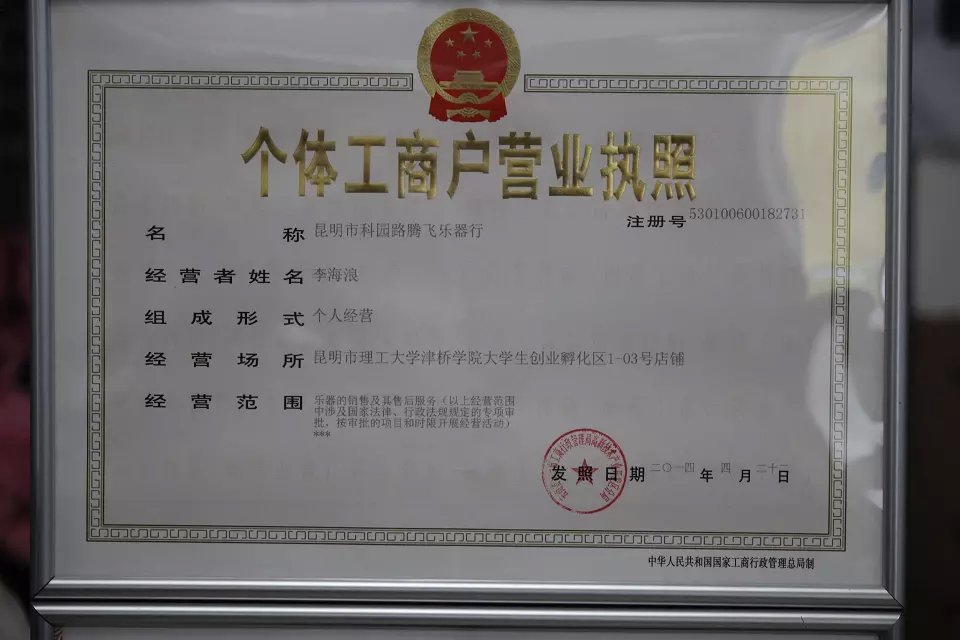 个体工商户营业执照
注册号 530100600182731
名称 昆明市科园路腾飞乐器行
经营者姓名 李海浪
组成形式 个人经营
经营场所 昆明市理工大学津桥学院大学生创业孵化区1-03号店铺
经营范围 乐器的销售及其售后服务（以上经营范围
中涉及国家法律、行政法规规定的专项审
批，按审批的项目和时限开展经营活动）
***
发照日期 二〇一四 年 四 月 二十二 日
中华人民共和国国家工商行政管理总局制